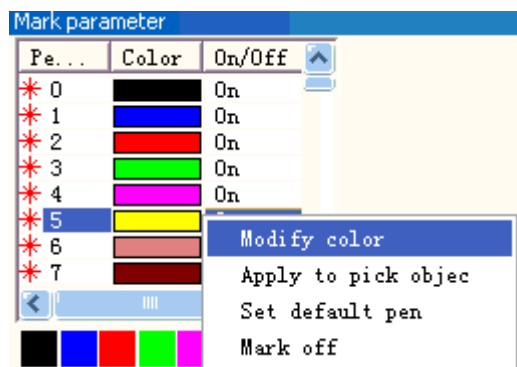 Mark parameter
Pe... Color On/Off
0 On
1 On
2 On
3 On
4 On
5
6
7
Modify color
Apply to pick objec
Set default pen
Mark off